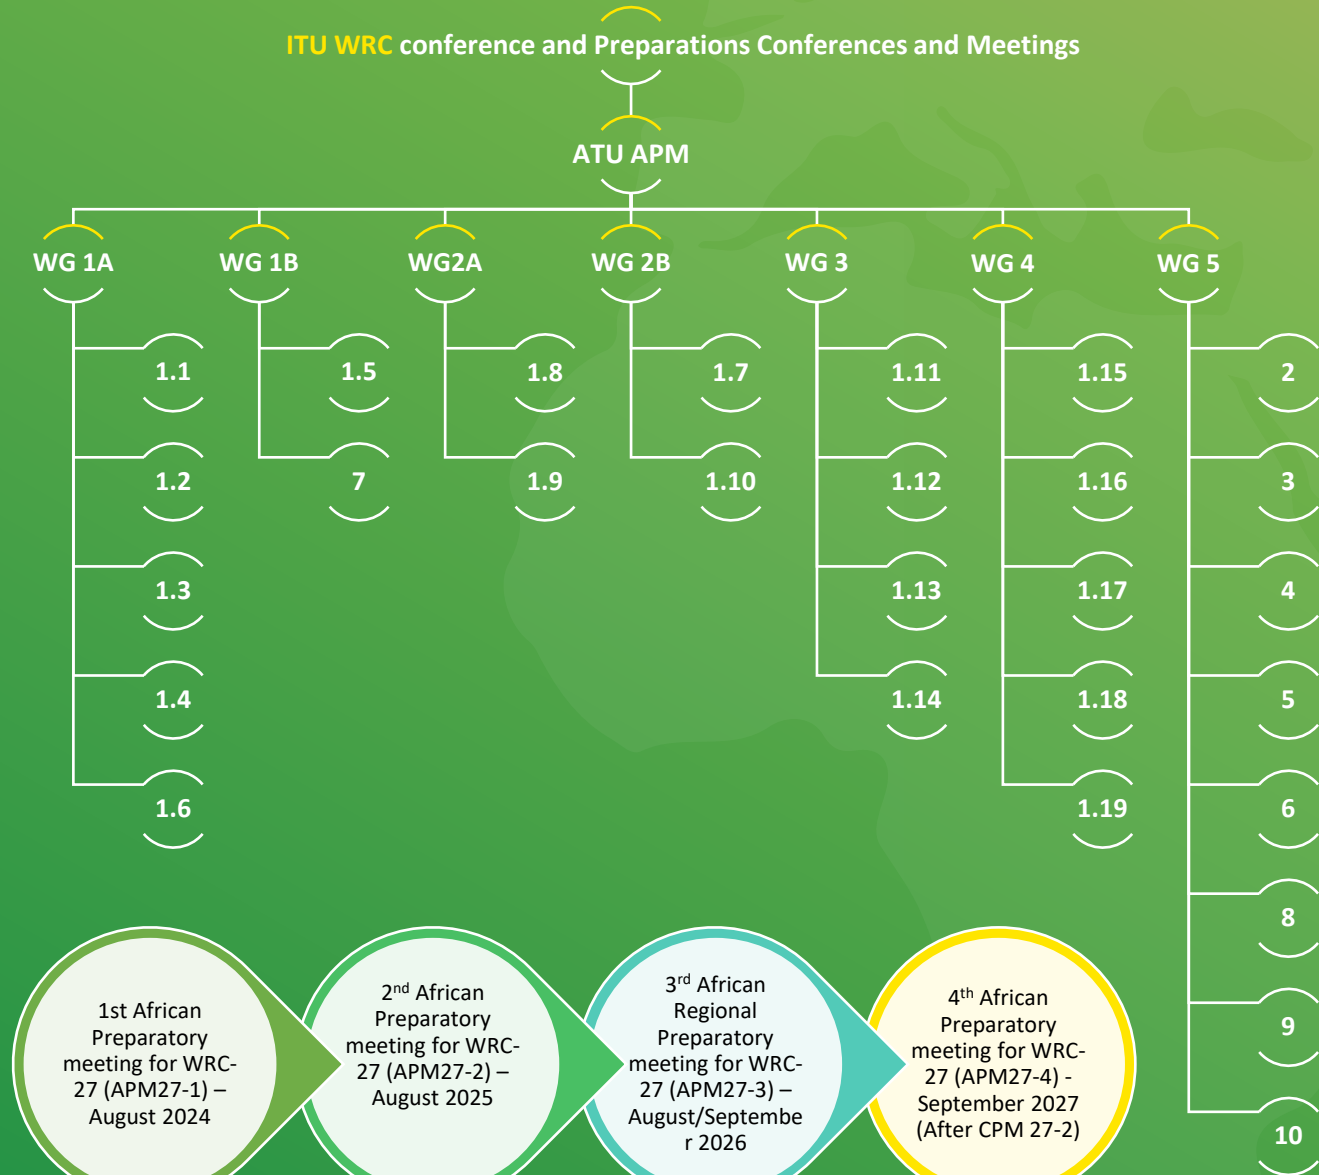 ITU WRC conference and Preparations Conferences and Meetings
ATU APM
WG 1A
WG 1B
WG2A
WG 2B
WG 3
WG 4
WG 5
1.1
1.2
1.3
1.4
1.6
1.5
7
1.8
1.9
1.7
1.10
1.11
1.12
1.13
1.14
1.15
1.16
1.17
1.18
1.19
2
3
4
5
6
8
9
10
1st African
Preparatory
meeting for WRC-
27 (APM27-1) –
August 2024
2nd African
Preparatory
meeting for WRC-
27 (APM27-2) –
August 2025
3rd African
Regional
Preparatory
meeting for WRC-
27 (APM27-3) –
August/Septembe
r 2026
4th African
Preparatory
meeting for WRC-
27 (APM27-4) -
September 2027
(After CPM 27-2)